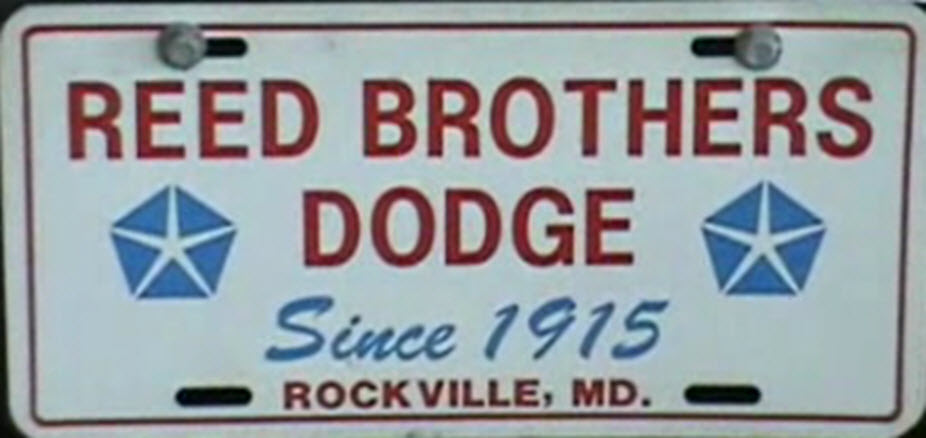 REED BROTHERS
DODGE
Since 1915
ROCKVILLE, MD.